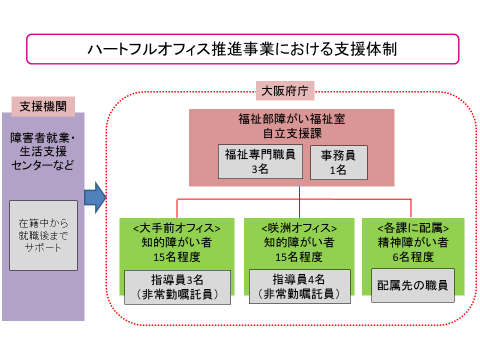 ハートフルオフィス推進事業における支援体制
支援機関
障害者就業・
生活支援
センターなど
在籍中から
就職後まで
サポート
大阪府庁
福祉部障がい福祉室
自立支援課
福祉専門職員
3名
事務員
1名
<大手前オフィス>
知的障がい者
15名程度
指導員3名
（非常勤嘱託員）
<咲洲オフィス>
知的障がい者
15名程度
指導員4名
（非常勤嘱託員）
<各課に配属>
精神障がい者
6名程度
配属先の職員